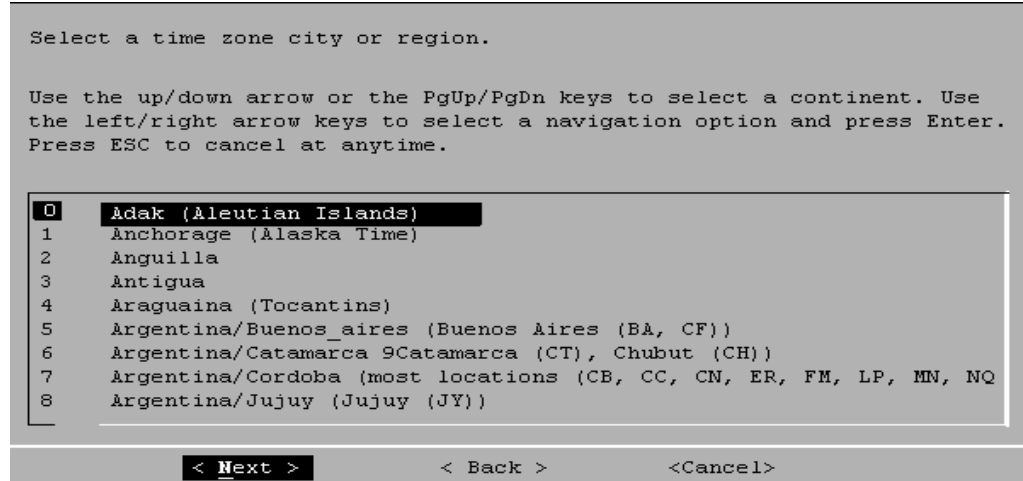 Select a time zone city or region.
Use the up/down arrow or the PgUp/PgDn keys to select a continent. Use
the left/right arrow keys to select a navigation option and press Enter.
Press ESC to cancel at anytime.
0 Adak (Aleutian Islands)
1 Anchorage (Alaska Time)
2 Anguilla
3 Antigua
4 Araguaina (Tocantins)
5 Argentina/Buenos_aires (Buenos Aires (BA, CF))
6 Argentina/Catamarca 9Catamarca (CT), Chubut (CH))
7 Argentina/Cordoba (most locations (CB, CC, CN, ER, FM, LP, MN, NQ
8 Argentina/Jujuy (Jujuy (JY))
< Next > < Back > <Cancel>